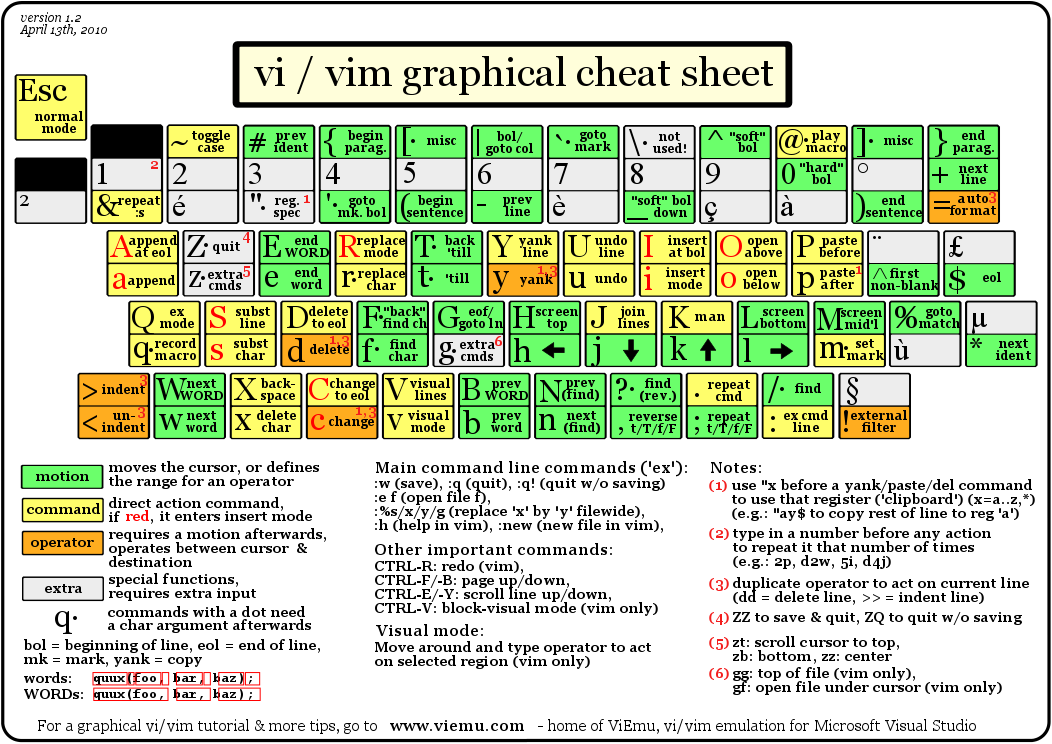 version 1.2
April 13th, 2010
vi / vim graphical cheat sheet
Esc
normal
mode
~ toggle
case
# prev
ident
{ begin
parag.
[· misc
| bol/
goto col
`· goto
mark
\· not
used!
^ "soft"
bol
@· play
macro
]· misc
} end
parag.
1 2
2
3
4
5
6
7
8
9
0 "hard"
bol
°
+ next
line
2
& repeat
:s
é
"· reg. 1
spec
'· goto
mk. bol
( begin
sentence
- prev
line
è
_ "soft" bol
down
ç
à
) end
sentence
= auto 3
format
A append
at eol
Z· quit 4
E end
WORD
R replace
mode
T· back
'till
Y yank
line
U undo
line
I insert
at bol
O open
above
P paste
before
¨
£
a append
z· extra 5
cmds
e end
word
r· replace
char
t· 'till
y yank 1,3
u undo
i insert
mode
o open
below
p paste 1
after
^ first
non-blank
$ eol
Q ex
mode
S subst
line
D delete
to eol
F· "back"
find ch
G eof/
goto ln
H screen
top
J join
lines
K man
L screen
bottom
M screen
mid'l
% goto
match
µ
q· record
macro
s subst
char
d delete 1,3
f· find
char
g· extra 6
cmds
h ←
j ↓
k ↑
l →
m· set
mark
ù
* next
ident
> indent 3
W next
WORD
X back-
space
C change
to eol
V visual
lines
B prev
WORD
N prev
(find)
?· find
(rev.)
. repeat
cmd
/· find
§
< un- 3
indent
w next
word
x delete
char
c change 1,3
v visual
mode
b prev
word
n next
(find)
, reverse
t/T/f/F
; repeat
t/T/f/F
: ex cmd
line
! external
filter
motion moves the cursor, or defines
the range for an operator
command direct action command,
if red, it enters insert mode
operator requires a motion afterwards,
operates between cursor &
destination
extra special functions,
requires extra input
q· commands with a dot need
a char argument afterwards
bol = beginning of line, eol = end of line,
mk = mark, yank = copy
words: quux(foo, bar, baz);
WORDs: quux(foo, bar, baz);
Main command line commands ('ex'):
:w (save), :q (quit), :q! (quit w/o saving)
:e f (open file f),
:%s/x/y/g (replace 'x' by 'y' filewide),
:h (help in vim), :new (new file in vim),
Other important commands:
CTRL-R: redo (vim),
CTRL-F/-B: page up/down,
CTRL-E/-Y: scroll line up/down,
CTRL-V: block-visual mode (vim only)
Visual mode:
Move around and type operator to act
on selected region (vim only)
Notes:
(1) use "x before a yank/paste/del command
to use that register ('clipboard') (x=a..z,*)
(e.g.: "ay$ to copy rest of line to reg 'a')
(2) type in a number before any action
to repeat it that number of times
(e.g.: 2p, d2w, 5i, d4j)
(3) duplicate operator to act on current line
(dd = delete line, >> = indent line)
(4) ZZ to save & quit, ZQ to quit w/o saving
(5) zt: scroll cursor to top,
zb: bottom, zz: center
(6) gg: top of file (vim only),
gf: open file under cursor (vim only)
For a graphical vi/vim tutorial & more tips, go to www.viemu.com - home of ViEmu, vi/vim emulation for Microsoft Visual Studio